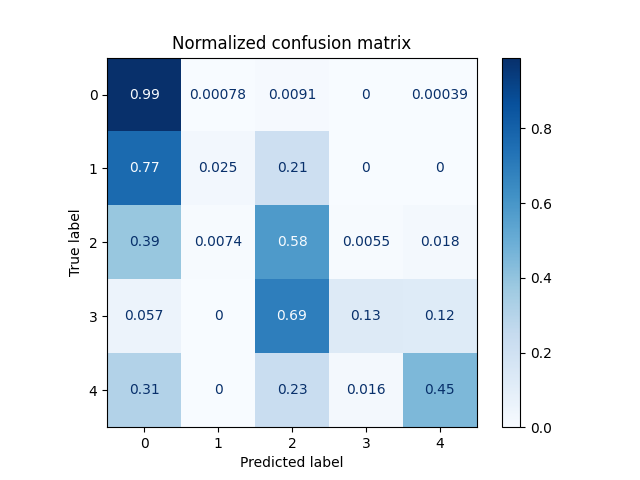 Normalized confusion matrix
True label
0 0.99 0.00078 0.0091 0 0.00039
1 0.77 0.025 0.21 0 0
2 0.39 0.0074 0.58 0.0055 0.018
3 0.057 0 0.69 0.13 0.12
4 0.31 0 0.23 0.016 0.45
0 1 2 3 4
Predicted label
0.8
0.6
0.4
0.2
0.0